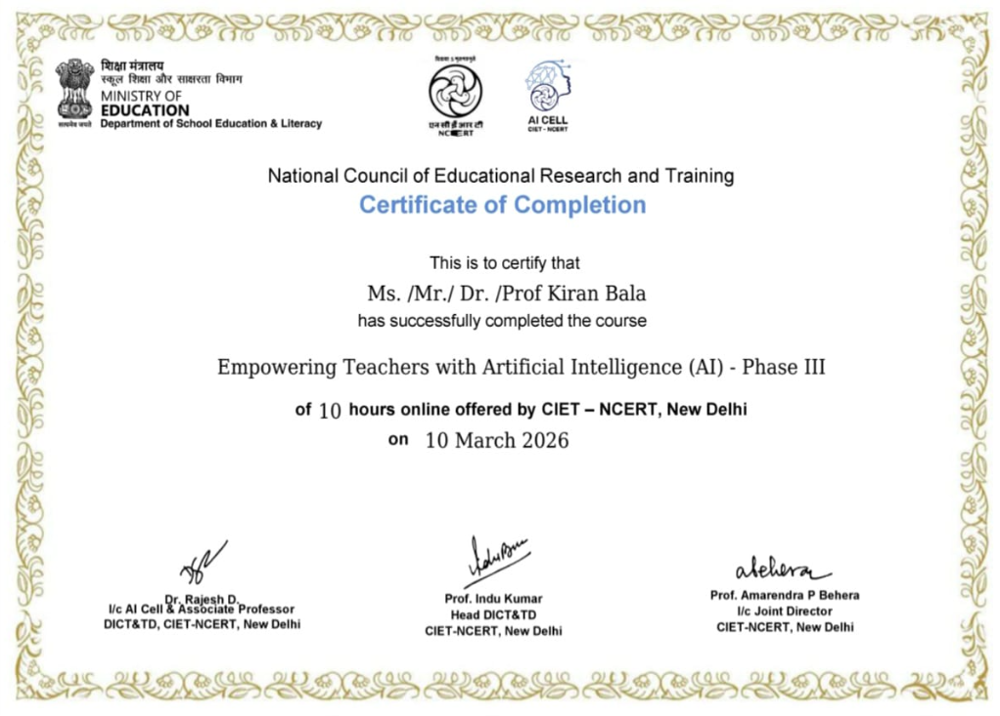 शिक्षा मंत्रालय
स्कूल शिक्षा और साक्षरता विभाग
MINISTRY OF
EDUCATION
Department of School Education & Literacy
सत्यमेव जयते
एन सी ई आर टी
NCERT
AI CELL
CIET - NCERT
National Council of Educational Research and Training
Certificate of Completion
This is to certify that
Ms. /Mr./ Dr. /Prof Kiran Bala
has successfully completed the course
Empowering Teachers with Artificial Intelligence (AI) - Phase III
of 10 hours online offered by CIET – NCERT, New Delhi
on 10 March 2026
Dr. Rajesh D.
I/c AI Cell & Associate Professor
DICT&TD, CIET-NCERT, New Delhi
Prof. Indu Kumar
Head DICT&TD
CIET-NCERT, New Delhi
abehera
Prof. Amarendra P Behera
I/c Joint Director
CIET-NCERT, New Delhi